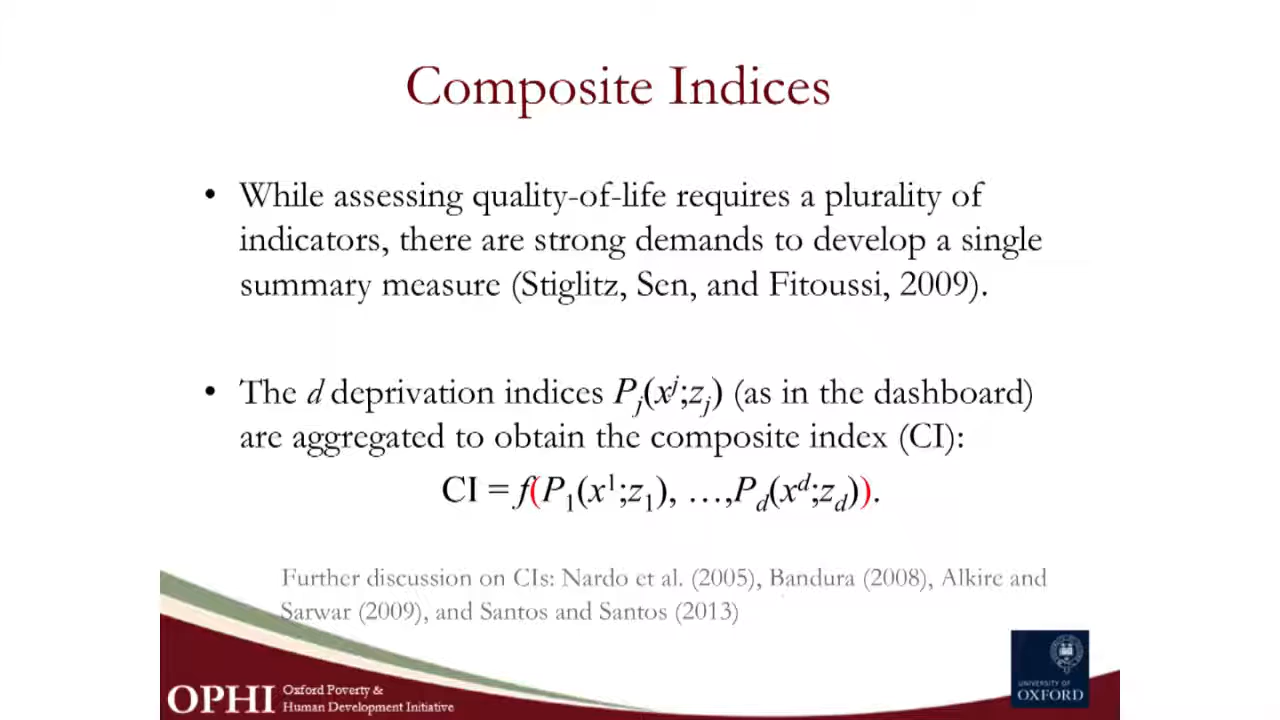 Composite Indices
• While assessing quality-of-life requires a plurality of
indicators, there are strong demands to develop a single
summary measure (Stiglitz, Sen, and Fitoussi, 2009).
• The d deprivation indices Pⱼ(xʲ;zⱼ) (as in the dashboard)
are aggregated to obtain the composite index (CI):
CI = f(P₁(x¹;z₁), …,P_d(x^d;z_d)).
Further discussion on CIs: Nardo et al. (2005), Bandura (2008), Alkire and
Sarwar (2009), and Santos and Santos (2013)
OPHI
Oxford Poverty &
Human Development Initiative
UNIVERSITY OF
OXFORD